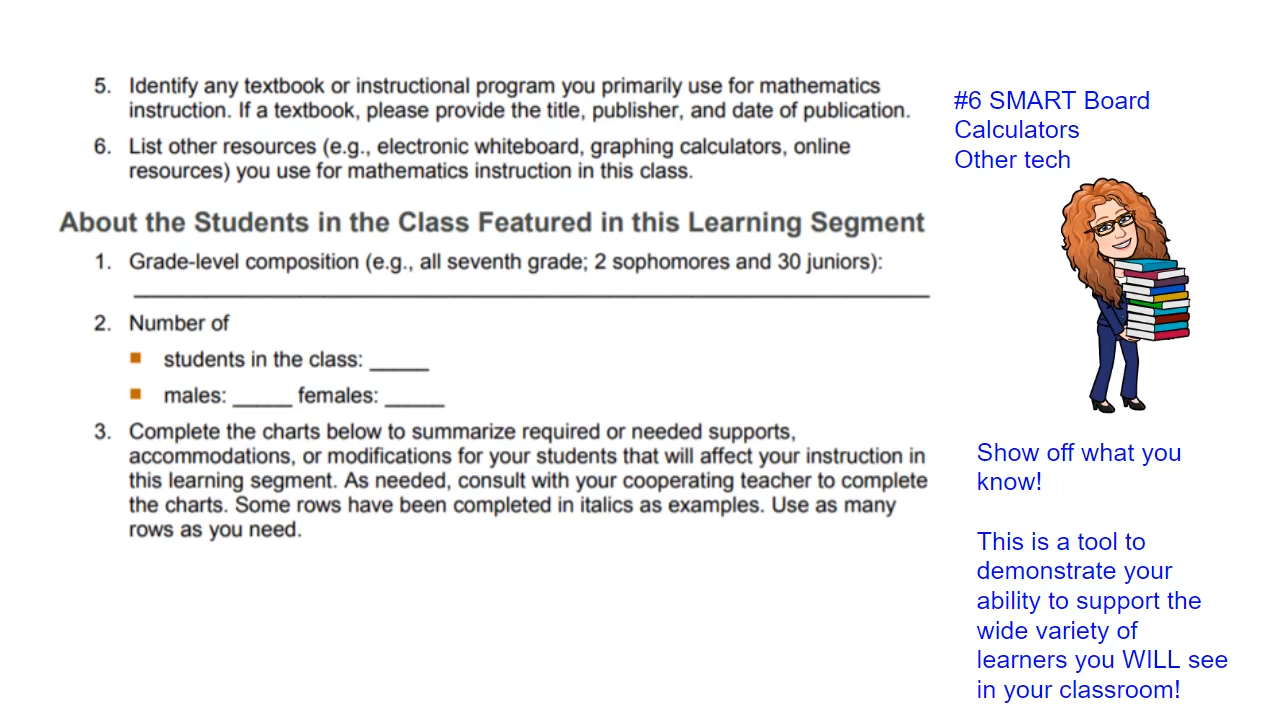 5. Identify any textbook or instructional program you primarily use for mathematics
instruction. If a textbook, please provide the title, publisher, and date of publication.
6. List other resources (e.g., electronic whiteboard, graphing calculators, online
resources) you use for mathematics instruction in this class.
About the Students in the Class Featured in this Learning Segment
1. Grade-level composition (e.g., all seventh grade; 2 sophomores and 30 juniors):
2. Number of
students in the class: _____
males: _____ females: _____
3. Complete the charts below to summarize required or needed supports,
accommodations, or modifications for your students that will affect your instruction in
this learning segment. As needed, consult with your cooperating teacher to complete
the charts. Some rows have been completed in italics as examples. Use as many
rows as you need.
#6 SMART Board
Calculators
Other tech
Show off what you
know!
This is a tool to
demonstrate your
ability to support the
wide variety of
learners you WILL see
in your classroom!